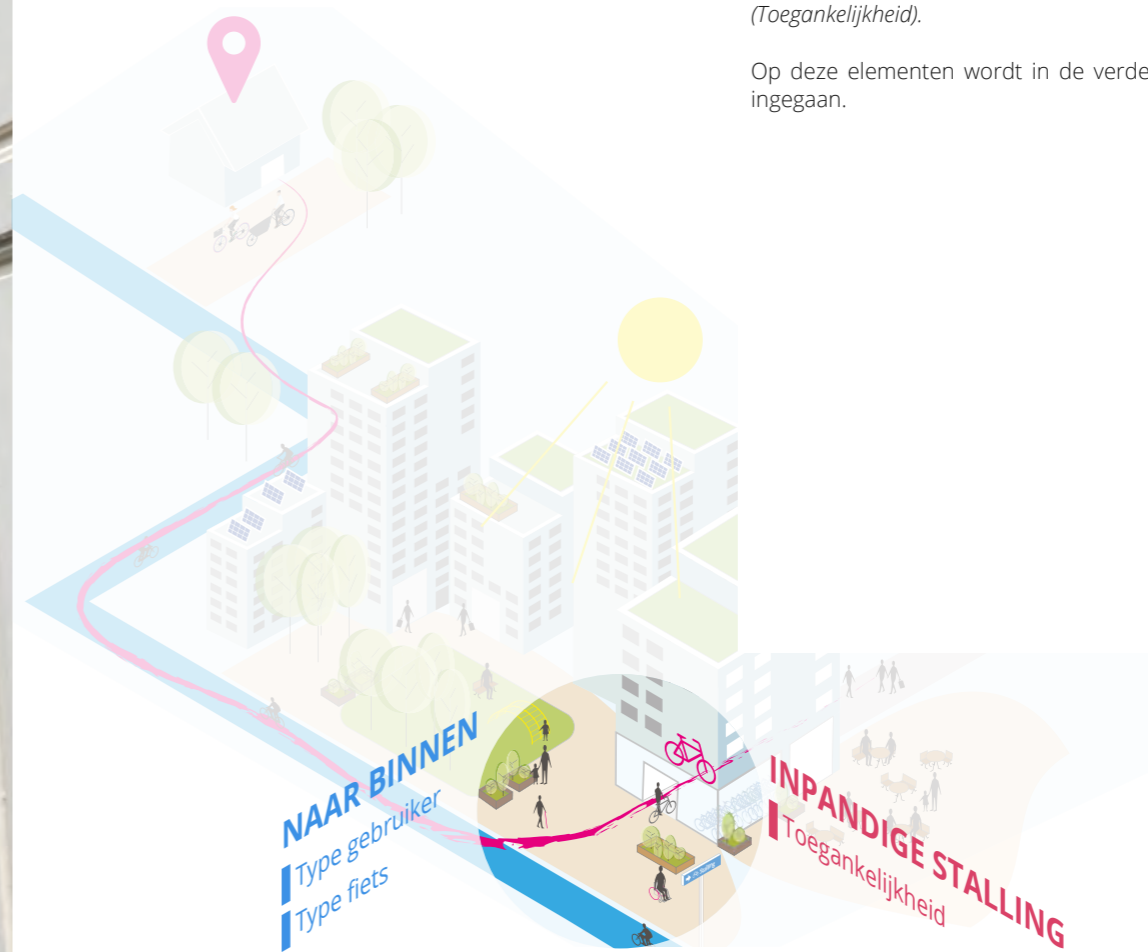 (Toegankelijkheid).
Op deze elementen wordt in de verde
ingegaan.
NAAR BINNEN
Type gebruiker
Type fiets
INPANDIGE STALLING
Toegankelijkheid